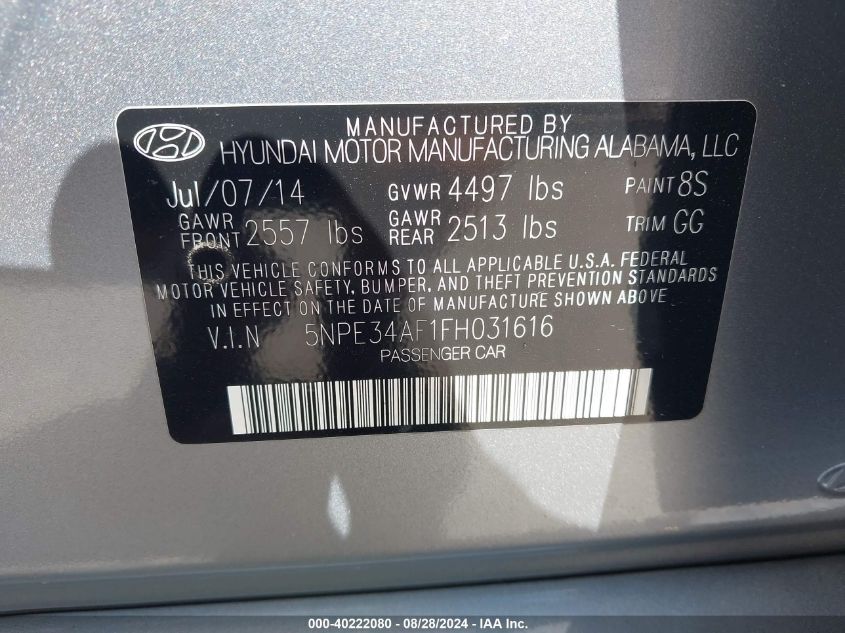 MANUFACTURED BY
HYUNDAI MOTOR MANUFACTURING ALABAMA, LLC
Jul/07/14 GVWR 4497 lbs PAINT 8S
GAWR FRONT 2557 lbs GAWR REAR 2513 lbs TRIM GG
THIS VEHICLE CONFORMS TO ALL APPLICABLE U.S.A. FEDERAL
MOTOR VEHICLE SAFETY, BUMPER, AND THEFT PREVENTION STANDARDS
IN EFFECT ON THE DATE OF MANUFACTURE SHOWN ABOVE
V.I.N 5NPE34AF1FH031616
PASSENGER CAR
000-40222080 - 08/28/2024 - IAA Inc.